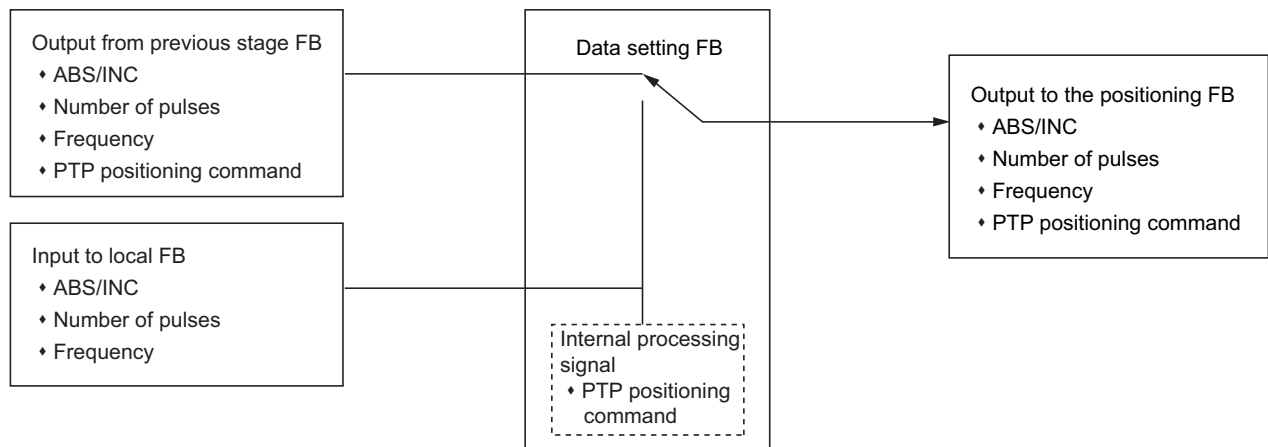 Output from previous stage FB
♦ ABS/INC
♦ Number of pulses
♦ Frequency
♦ PTP positioning command
Input to local FB
♦ ABS/INC
♦ Number of pulses
♦ Frequency
Data setting FB
Internal processing
signal
♦ PTP positioning
command
Output to the positioning FB
♦ ABS/INC
♦ Number of pulses
♦ Frequency
♦ PTP positioning command